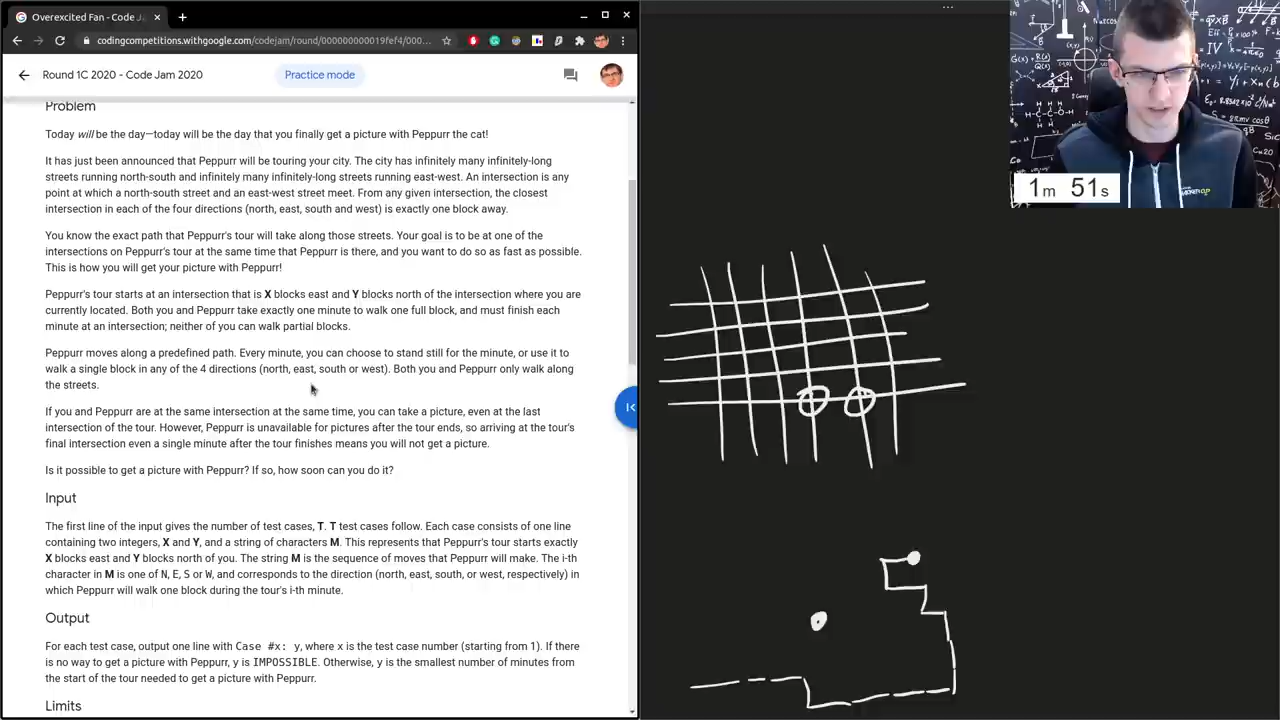 Overexcited Fan - Code J
codingcompetitions.withgoogle.com/codejam/round/000000000019fef4/000...
Round 1C 2020 - Code Jam 2020
Practice mode
Problem
Today will be the day—today will be the day that you finally get a picture with Peppurr the cat!
It has just been announced that Peppurr will be touring your city. The city has infinitely many infinitely-long
streets running north-south and infinitely many infinitely-long streets running east-west. An intersection is any
point at which a north-south street and an east-west street meet. From any given intersection, the closest
intersection in each of the four directions (north, east, south and west) is exactly one block away.
You know the exact path that Peppurr's tour will take along those streets. Your goal is to be at one of the
intersections on Peppurr's tour at the same time that Peppurr is there, and you want to do so as fast as possible.
This is how you will get your picture with Peppurr!
Peppurr's tour starts at an intersection that is X blocks east and Y blocks north of the intersection where you are
currently located. Both you and Peppurr take exactly one minute to walk one full block, and must finish each
minute at an intersection; neither of you can walk partial blocks.
Peppurr moves along a predefined path. Every minute, you can choose to stand still for the minute, or use it to
walk a single block in any of the 4 directions (north, east, south or west). Both you and Peppurr only walk along
the streets.
If you and Peppurr are at the same intersection at the same time, you can take a picture, even at the last
intersection of the tour. However, Peppurr is unavailable for pictures after the tour ends, so arriving at the tour's
final intersection even a single minute after the tour finishes means you will not get a picture.
Is it possible to get a picture with Peppurr? If so, how soon can you do it?
Input
The first line of the input gives the number of test cases, T. T test cases follow. Each case consists of one line
containing two integers, X and Y, and a string of characters M. This represents that Peppurr's tour starts exactly
X blocks east and Y blocks north of you. The string M is the sequence of moves that Peppurr will make. The i-th
character in M is one of N, E, S or W, and corresponds to the direction (north, east, south, or west, respectively) in
which Peppurr will walk one block during the tour's i-th minute.
Output
For each test case, output one line with Case #x: y, where x is the test case number (starting from 1). If there
is no way to get a picture with Peppurr, y is IMPOSSIBLE. Otherwise, y is the smallest number of minutes from
the start of the tour needed to get a picture with Peppurr.
Limits
1m 51s